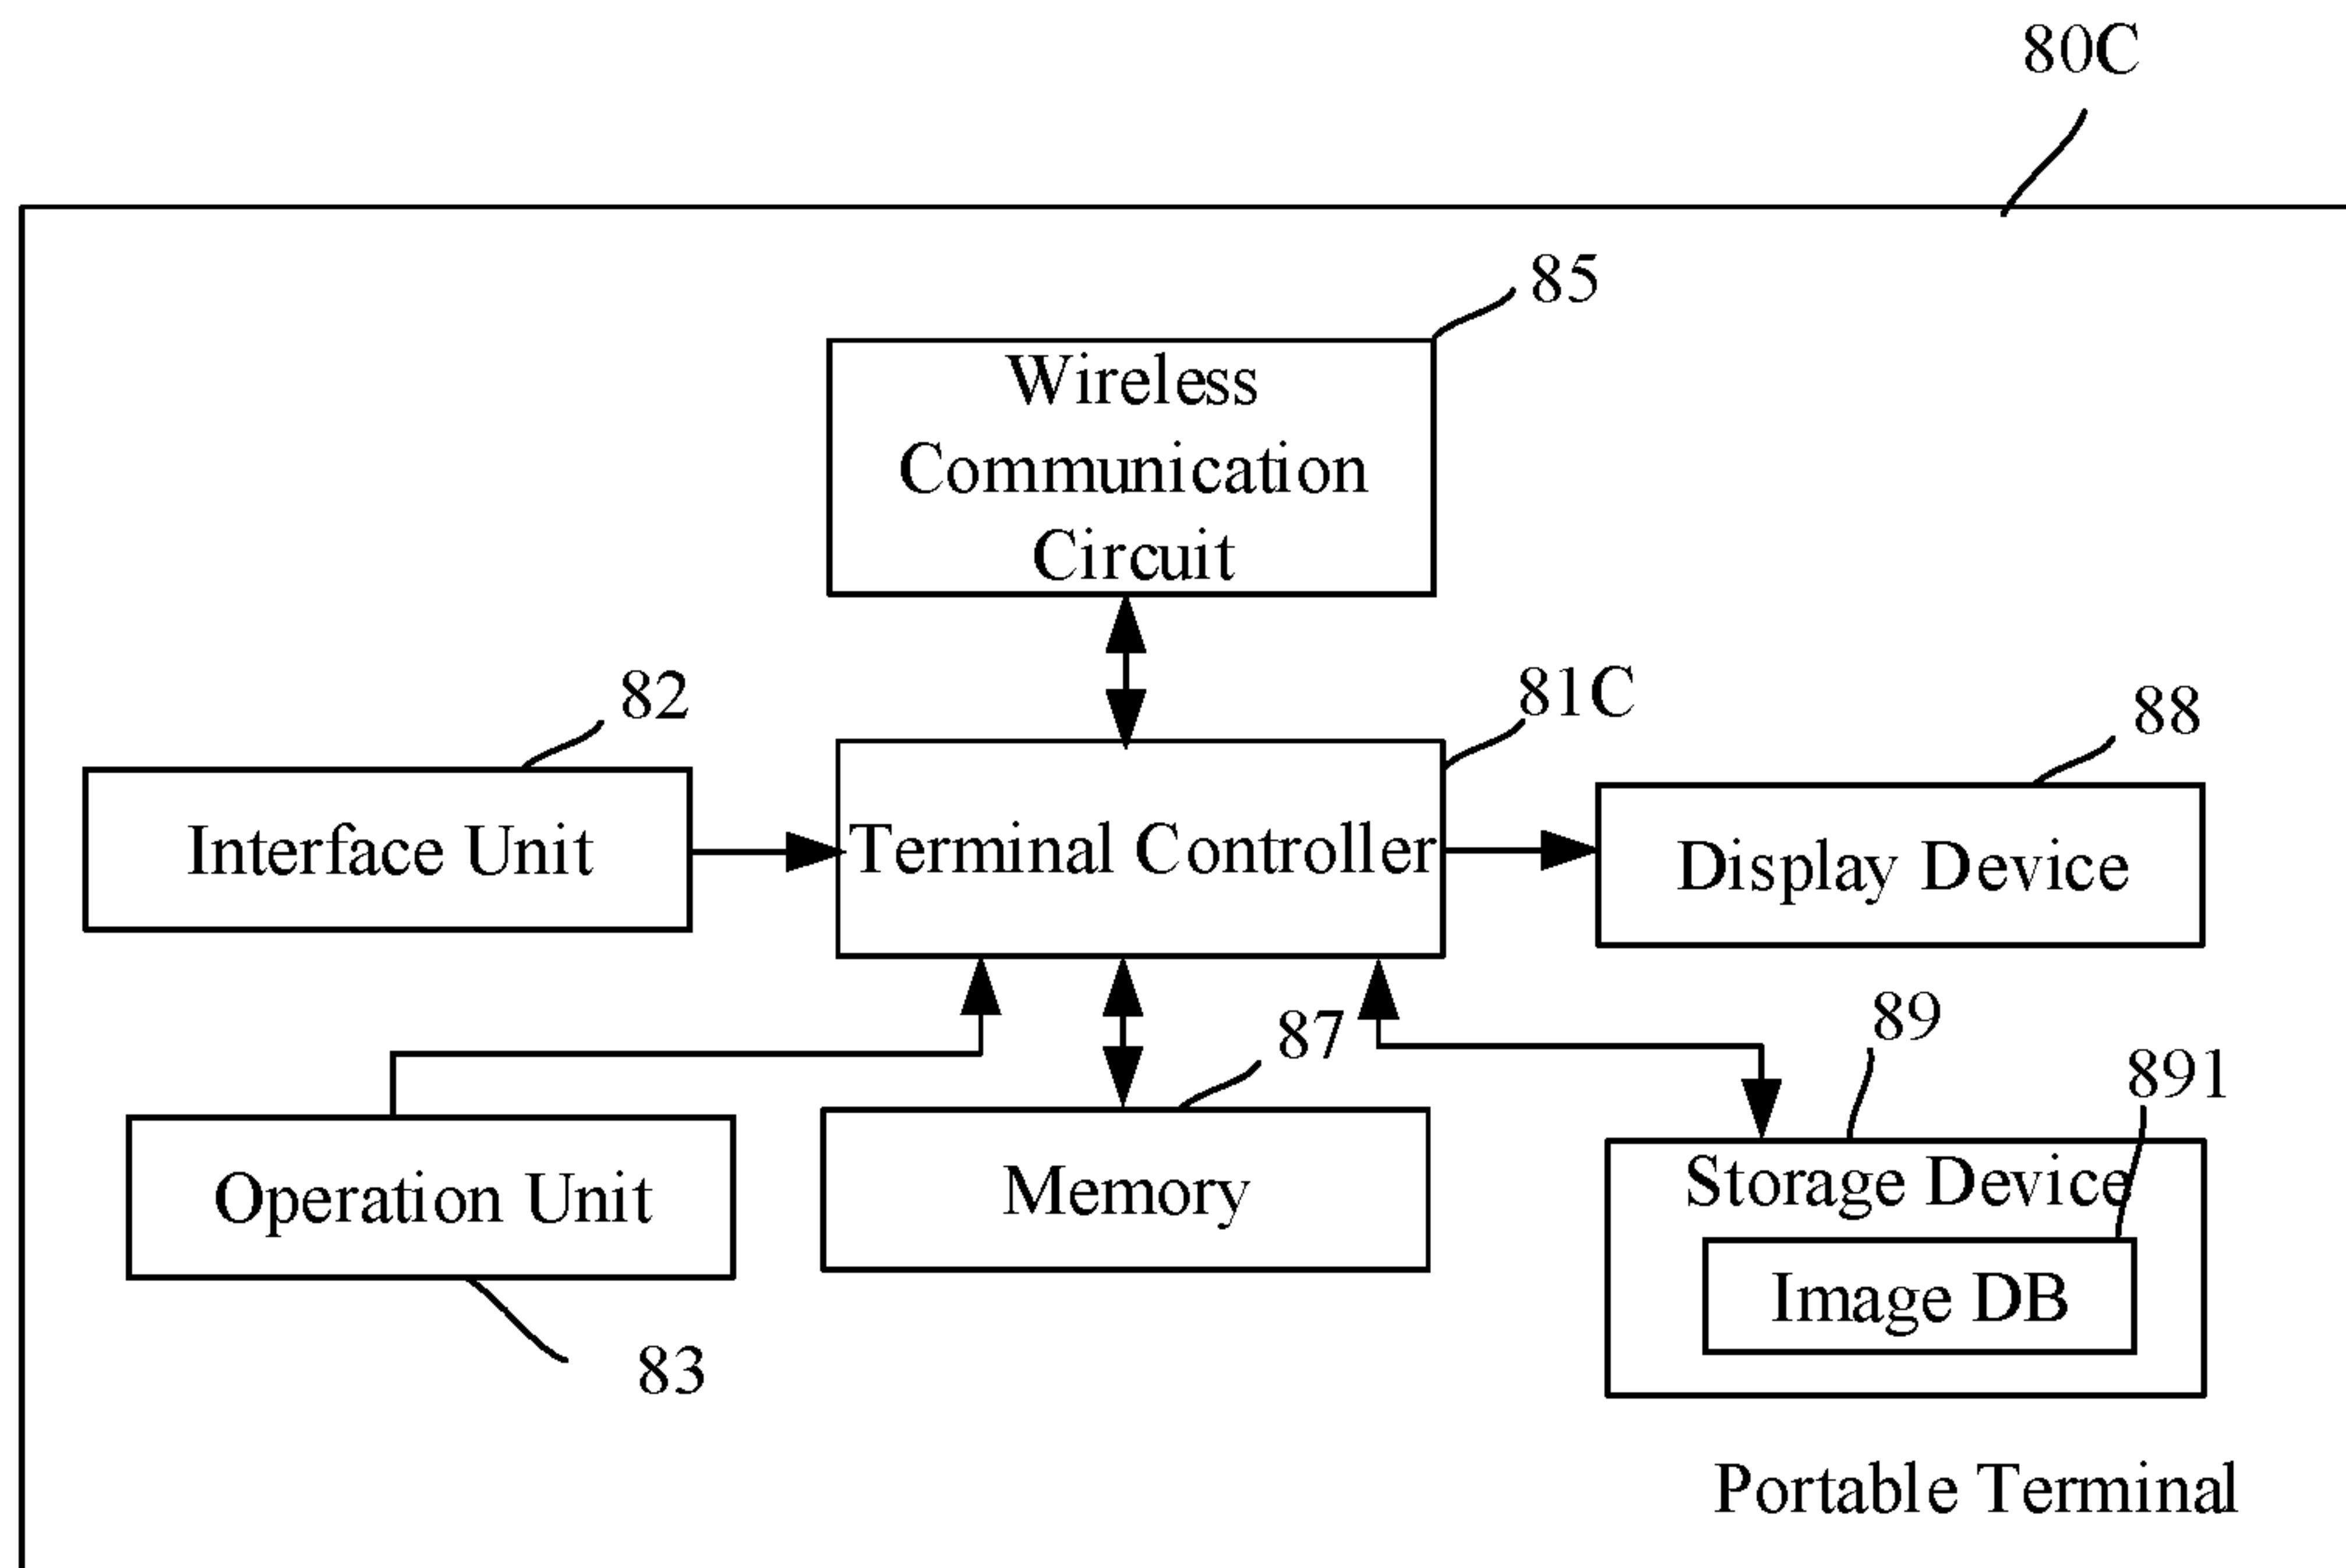 80C
85
Wireless
Communication
Circuit
82
81C
88
Interface Unit
Terminal Controller
Display Device
87
89
891
Operation Unit
Memory
Storage Device
Image DB
83
Portable Terminal